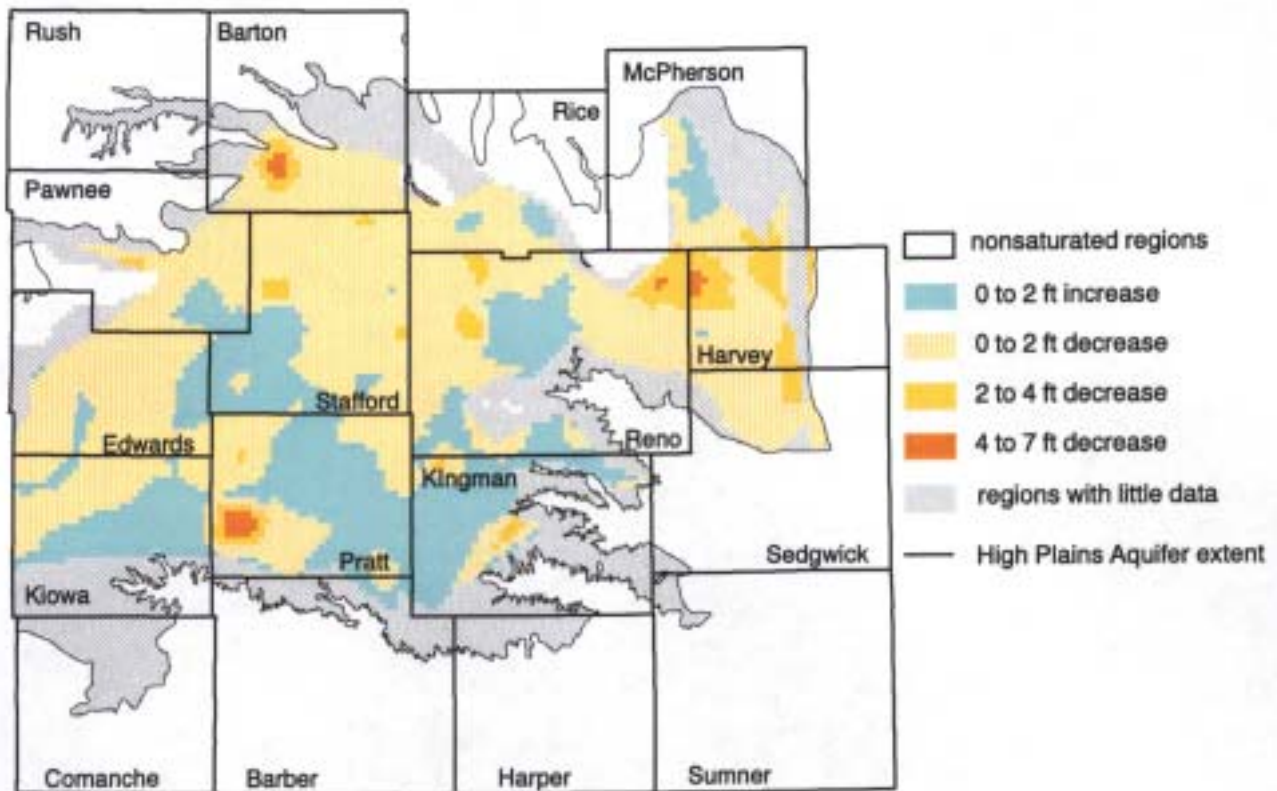 Rush
Barton
McPherson
Rice
Pawnee
Harvey
Stafford
Edwards
Reno
Kingman
Pratt
Sedgwick
Kiowa
Comanche
Barber
Harper
Sumner
nonsaturated regions
0 to 2 ft increase
0 to 2 ft decrease
2 to 4 ft decrease
4 to 7 ft decrease
regions with little data
High Plains Aquifer extent